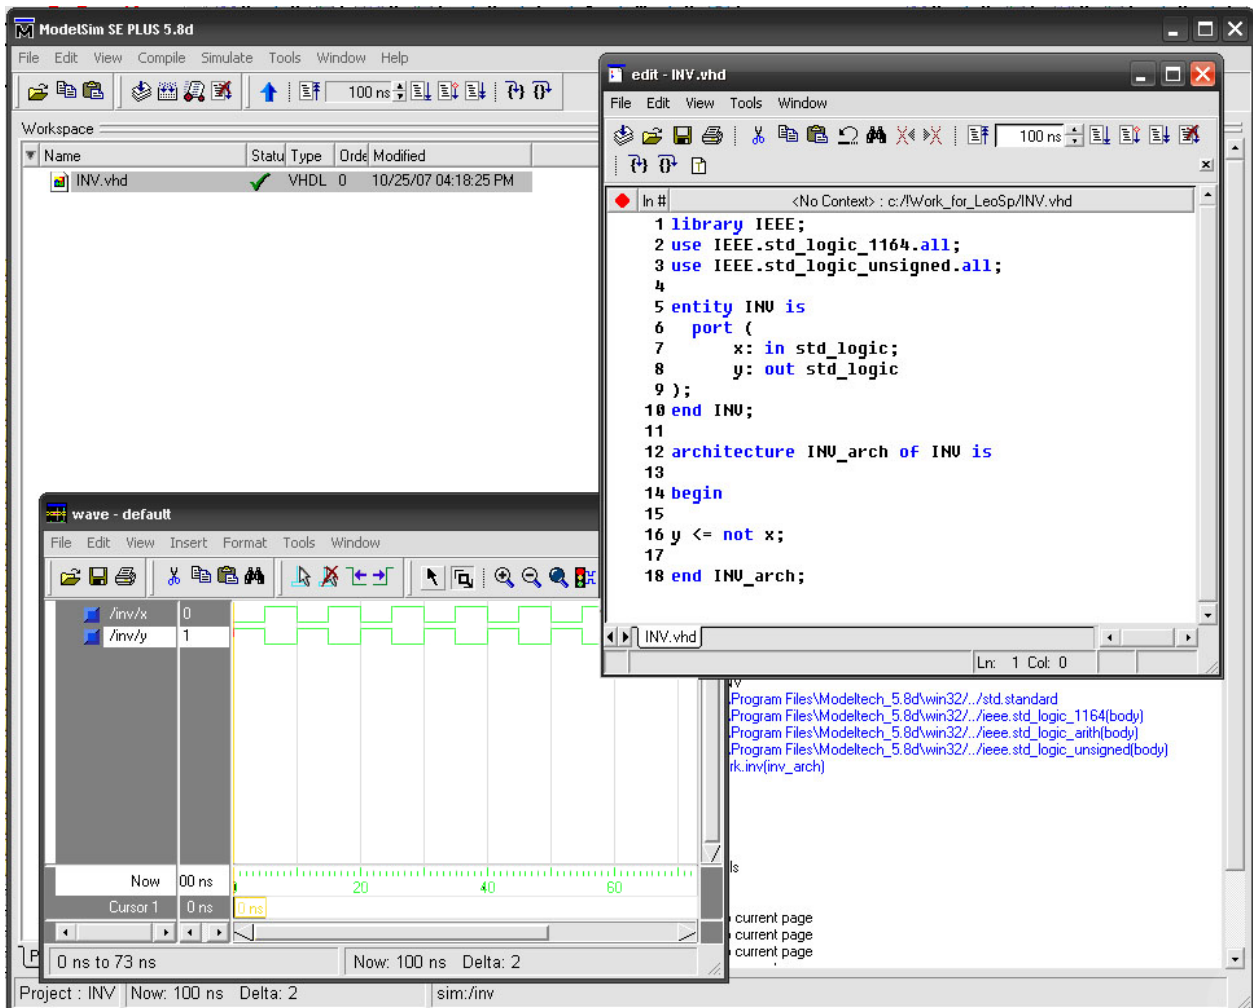 ModelSim SE PLUS 5.8d
File Edit View Compile Simulate Tools Window Help
100 ns
Workspace
Name Statu Type Orde Modified
INV.vhd VHDL 0 10/25/07 04:18:25 PM
edit - INV.vhd
File Edit View Tools Window
100 ns
ln # <No Context> : c:/!Work_for_LeoSp/INV.vhd
1 library IEEE;
2 use IEEE.std_logic_1164.all;
3 use IEEE.std_logic_unsigned.all;
4
5 entity INV is
6 port (
7 x: in std_logic;
8 y: out std_logic
9 );
10 end INV;
11
12 architecture INV_arch of INV is
13
14 begin
15
16 y <= not x;
17
18 end INV_arch;
INV.vhd
Ln: 1 Col: 0
wave - default
File Edit View Insert Format Tools Window
/inv/x 0
/inv/y 1
Now 00 ns
20 40 60
Cursor 1 0 ns 0 ns
0 ns to 73 ns Now: 100 ns Delta: 2
Program Files\Modeltech_5.8d\win32/../std.standard
Program Files\Modeltech_5.8d\win32/../ieee.std_logic_1164(body)
Program Files\Modeltech_5.8d\win32/../ieee.std_logic_arith(body)
Program Files\Modeltech_5.8d\win32/../ieee.std_logic_unsigned(body)
rk.inv(inv_arch)
ls
current page
current page
current page
Project : INV Now: 100 ns Delta: 2 sim:/inv